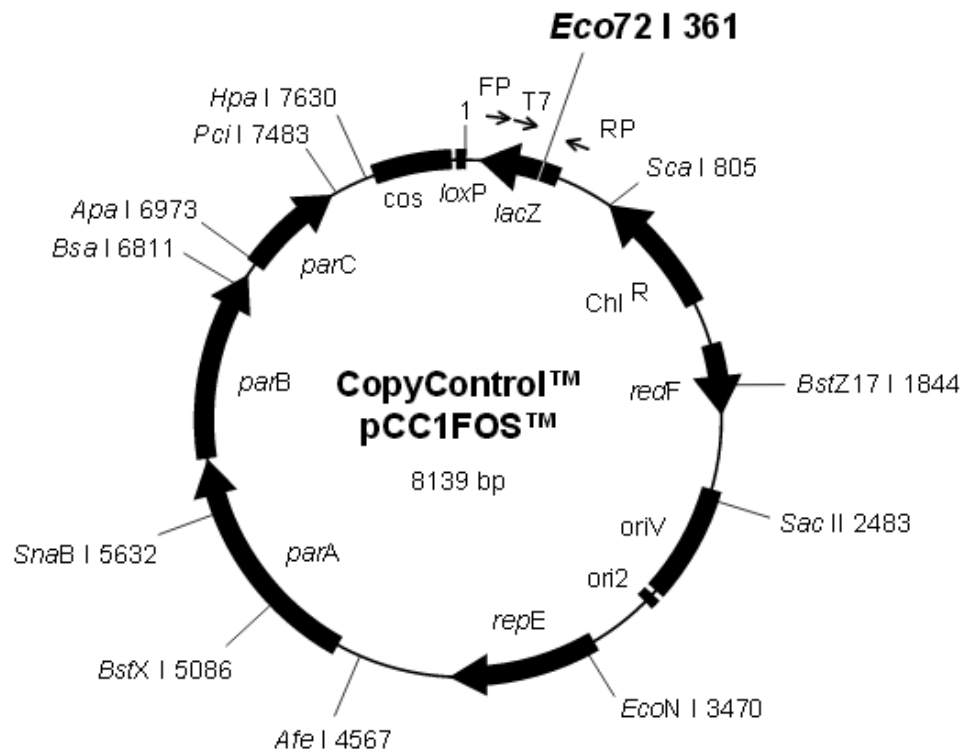 Eco72 I 361
FP
T7
1
RP
Hpa I 7630
Pci I 7483
Sca I 805
cos
loxP
lacZ
Apa I 6973
Bsa I 6811
parC
Chl R
parB
CopyControl™
pCC1FOS™
8139 bp
redF
BstZ17 I 1844
SnaB I 5632
parA
oriV
Sac II 2483
ori2
repE
BstX I 5086
Afe I 4567
EcoN I 3470